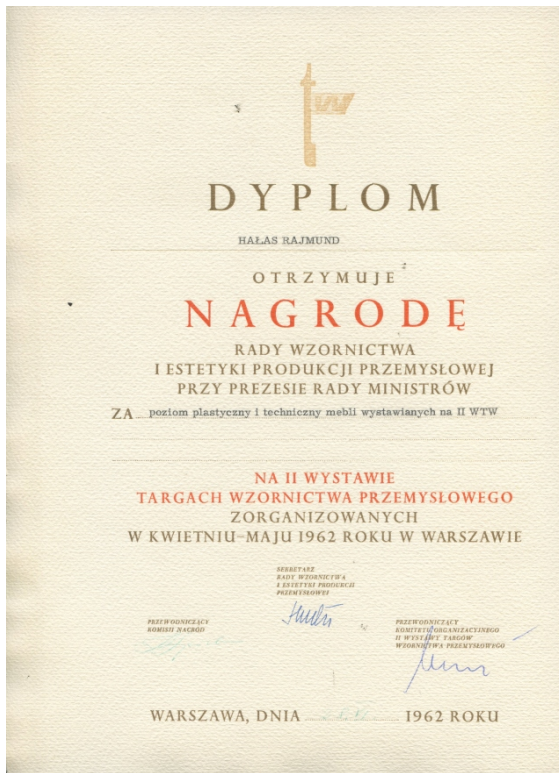 DYPLOM
HAŁAS RAJMUND
OTRZYMUJE
NAGRODĘ
RADY WZORNICTWA
I ESTETYKI PRODUKCJI PRZEMYSŁOWEJ
PRZY PREZESIE RADY MINISTRÓW
ZA poziom plastyczny i techniczny mebli wystawianych na II WTW
NA II WYSTAWIE
TARGACH WZORNICTWA PRZEMYSŁOWEGO
ZORGANIZOWANYCH
W KWIETNIU-MAJU 1962 ROKU W WARSZAWIE
SEKRETARZ
RADY WZORNICTWA
I ESTETYKI PRODUKCJI
PRZEMYSŁOWEJ
PRZEWODNICZĄCY
KOMISJI NAGRÓD
PRZEWODNICZĄCY
KOMITETU ORGANIZACYJNEGO
II WYSTAWY TARGÓW
WZORNICTWA PRZEMYSŁOWEGO
WARSZAWA, DNIA 1962 ROKU